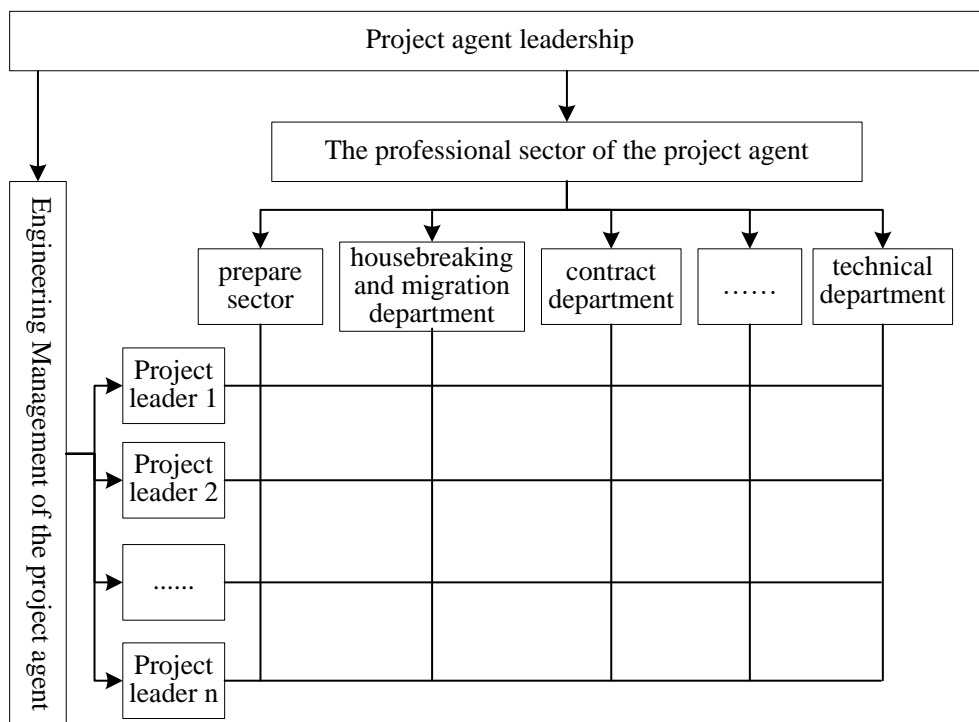 Project agent leadership
The professional sector of the project agent
Engineering Management of the project agent
prepare
sector
housebreaking
and migration
department
contract
department
……
technical
department
Project
leader 1
Project
leader 2
......
Project
leader n